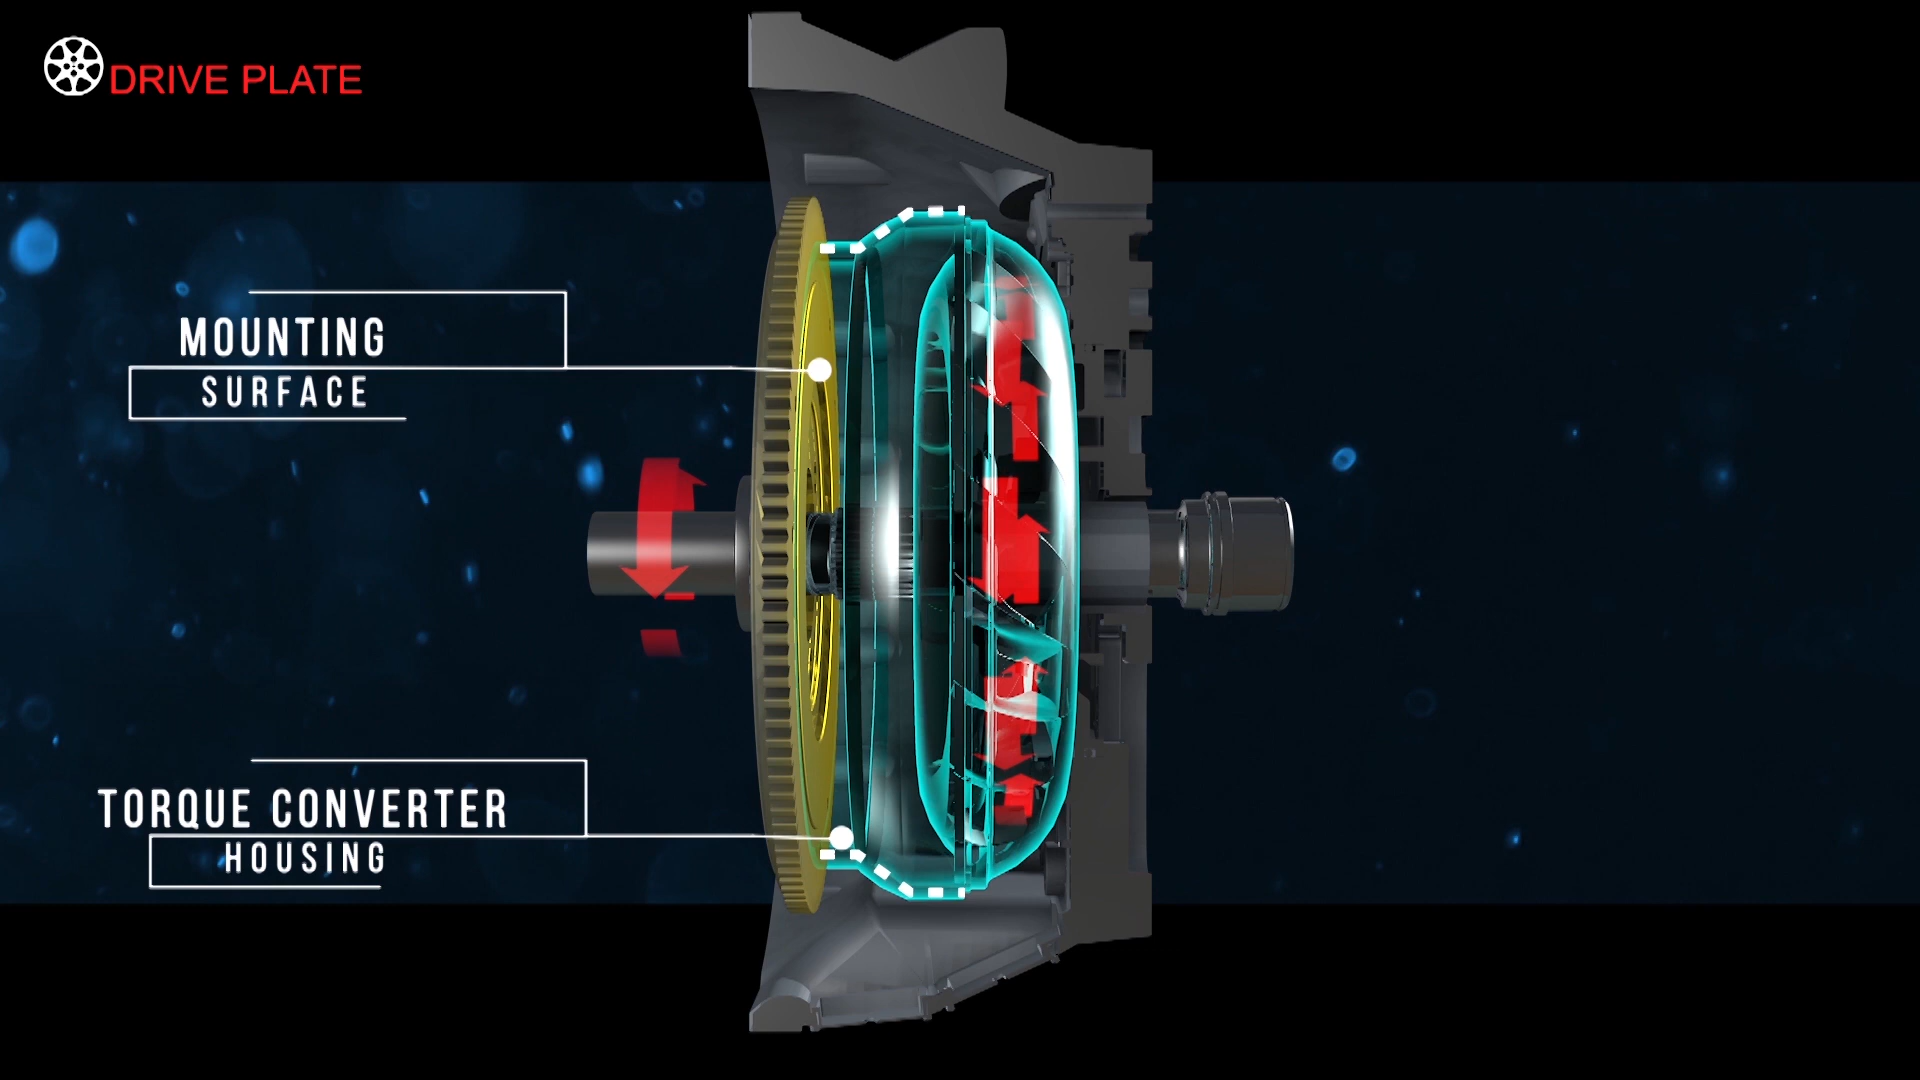 DRIVE PLATE
MOUNTING
SURFACE
TORQUE CONVERTER
HOUSING